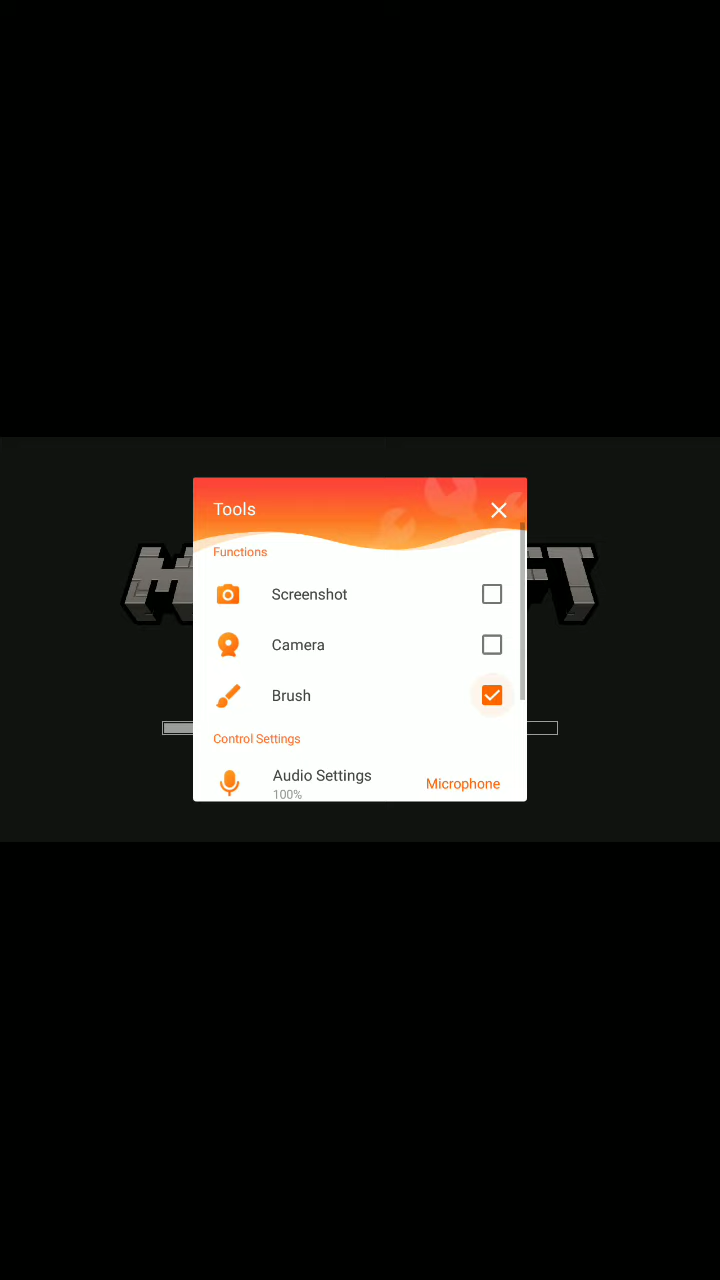 Tools
Functions
Screenshot
Camera
Brush
Control Settings
Audio Settings
100%
Microphone